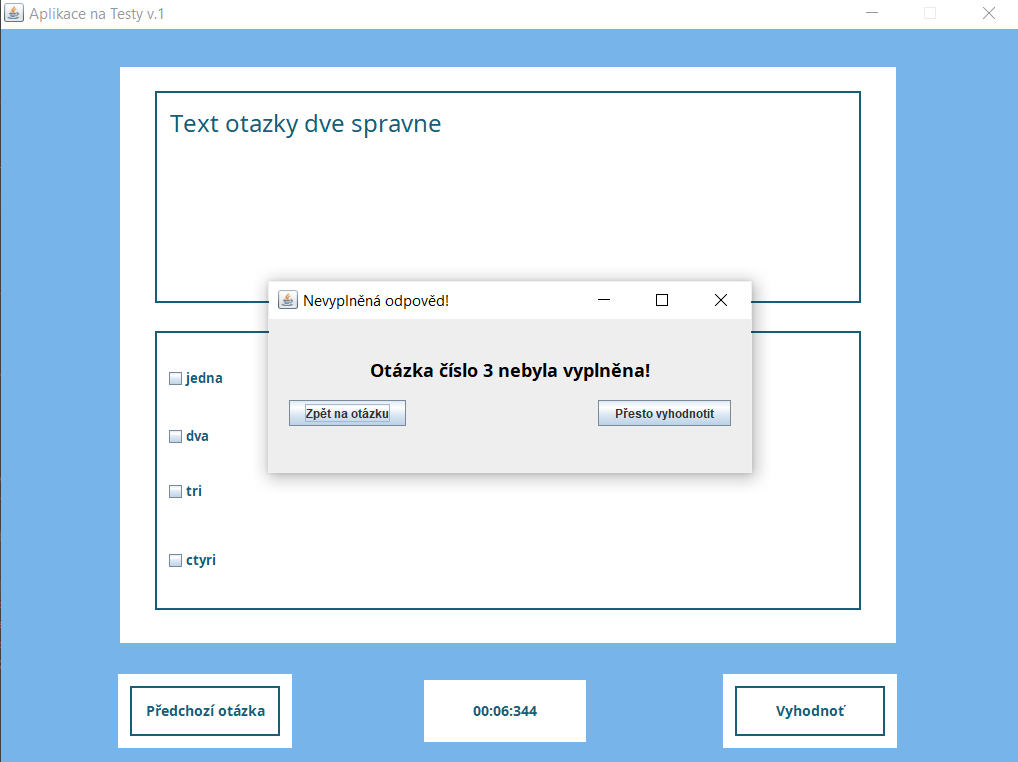 Aplikace na Testy v.1
Text otazky dve spravne
Nevyplněná odpověd!
Otázka číslo 3 nebyla vyplněna!
Zpět na otázku
Přesto vyhodnotit
jedna
dva
tri
ctyri
Předchozí otázka
00:06:344
Vyhodnoť